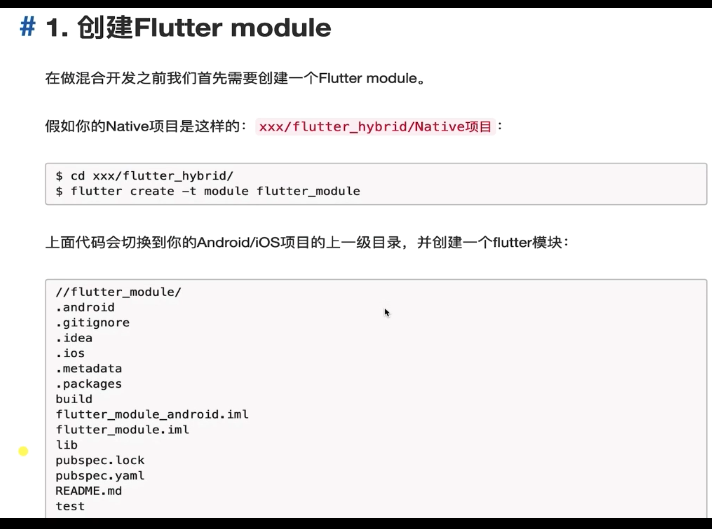 # 1. 创建Flutter module
在做混合开发之前我们首先需要创建一个Flutter module。
假如你的Native项目是这样的： xxx/flutter_hybrid/Native项目：
$ cd xxx/flutter_hybrid/
$ flutter create -t module flutter_module
上面代码会切换到你的Android/iOS项目的上一级目录，并创建一个flutter模块：
//flutter_module/
.android
.gitignore
.idea
.ios
.metadata
.packages
build
flutter_module_android.iml
flutter_module.iml
lib
pubspec.lock
pubspec.yaml
README.md
test